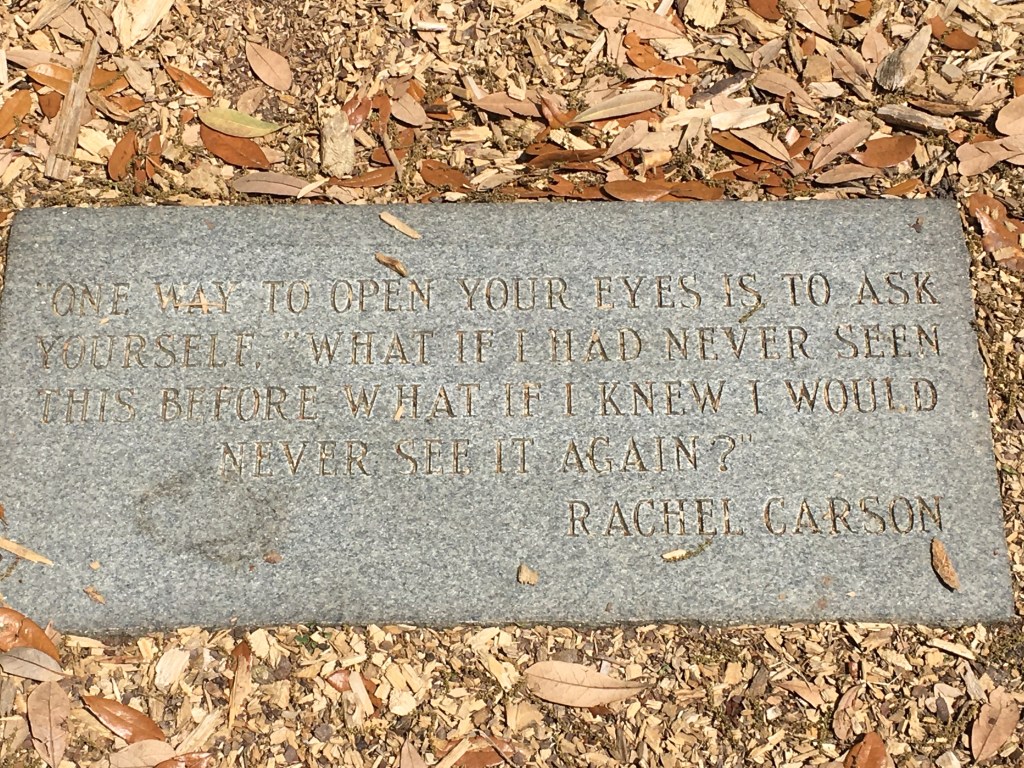 "ONE WAY TO OPEN YOUR EYES IS TO ASK
YOURSELF, "WHAT IF I HAD NEVER SEEN
THIS BEFORE WHAT IF I KNEW I WOULD
NEVER SEE IT AGAIN?"
RACHEL CARSON